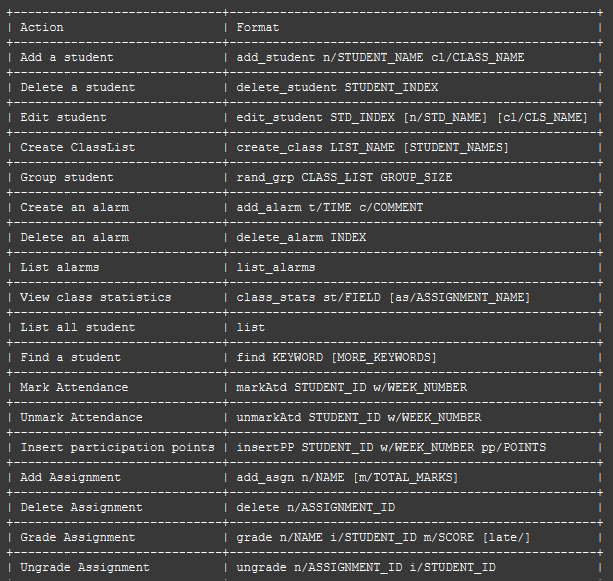 +----------------------------+-------------------------------------------------+
| Action                     | Format                                          |
+----------------------------+-------------------------------------------------+
| Add a student              | add_student n/STUDENT_NAME cl/CLASS_NAME        |
+----------------------------+-------------------------------------------------+
| Delete a student           | delete_student STUDENT_INDEX                    |
+----------------------------+-------------------------------------------------+
| Edit student               | edit_student STD_INDEX [n/STD_NAME] [cl/CLS_NAME] |
+----------------------------+-------------------------------------------------+
| Create ClassList           | create_class LIST_NAME [STUDENT_NAMES]          |
+----------------------------+-------------------------------------------------+
| Group student              | rand_grp CLASS_LIST GROUP_SIZE                  |
+----------------------------+-------------------------------------------------+
| Create an alarm            | add_alarm t/TIME c/COMMENT                      |
+----------------------------+-------------------------------------------------+
| Delete an alarm            | delete_alarm INDEX                              |
+----------------------------+-------------------------------------------------+
| List alarms                | list_alarms                                     |
+----------------------------+-------------------------------------------------+
| View class statistics      | class_stats st/FIELD [as/ASSIGNMENT_NAME]       |
+----------------------------+-------------------------------------------------+
| List all student           | list                                            |
+----------------------------+-------------------------------------------------+
| Find a student             | find KEYWORD [MORE_KEYWORDS]                    |
+----------------------------+-------------------------------------------------+
| Mark Attendance            | markAtd STUDENT_ID w/WEEK_NUMBER                |
+----------------------------+-------------------------------------------------+
| Unmark Attendance          | unmarkAtd STUDENT_ID w/WEEK_NUMBER              |
+----------------------------+-------------------------------------------------+
| Insert participation points | insertPP STUDENT_ID w/WEEK_NUMBER pp/POINTS    |
+----------------------------+-------------------------------------------------+
| Add Assignment             | add_asgn n/NAME [m/TOTAL_MARKS]                 |
+----------------------------+-------------------------------------------------+
| Delete Assignment          | delete n/ASSIGNMENT_ID                          |
+----------------------------+-------------------------------------------------+
| Grade Assignment           | grade n/NAME i/STUDENT_ID m/SCORE [late/]       |
+----------------------------+-------------------------------------------------+
| Ungrade Assignment         | ungrade n/ASSIGNMENT_ID i/STUDENT_ID            |